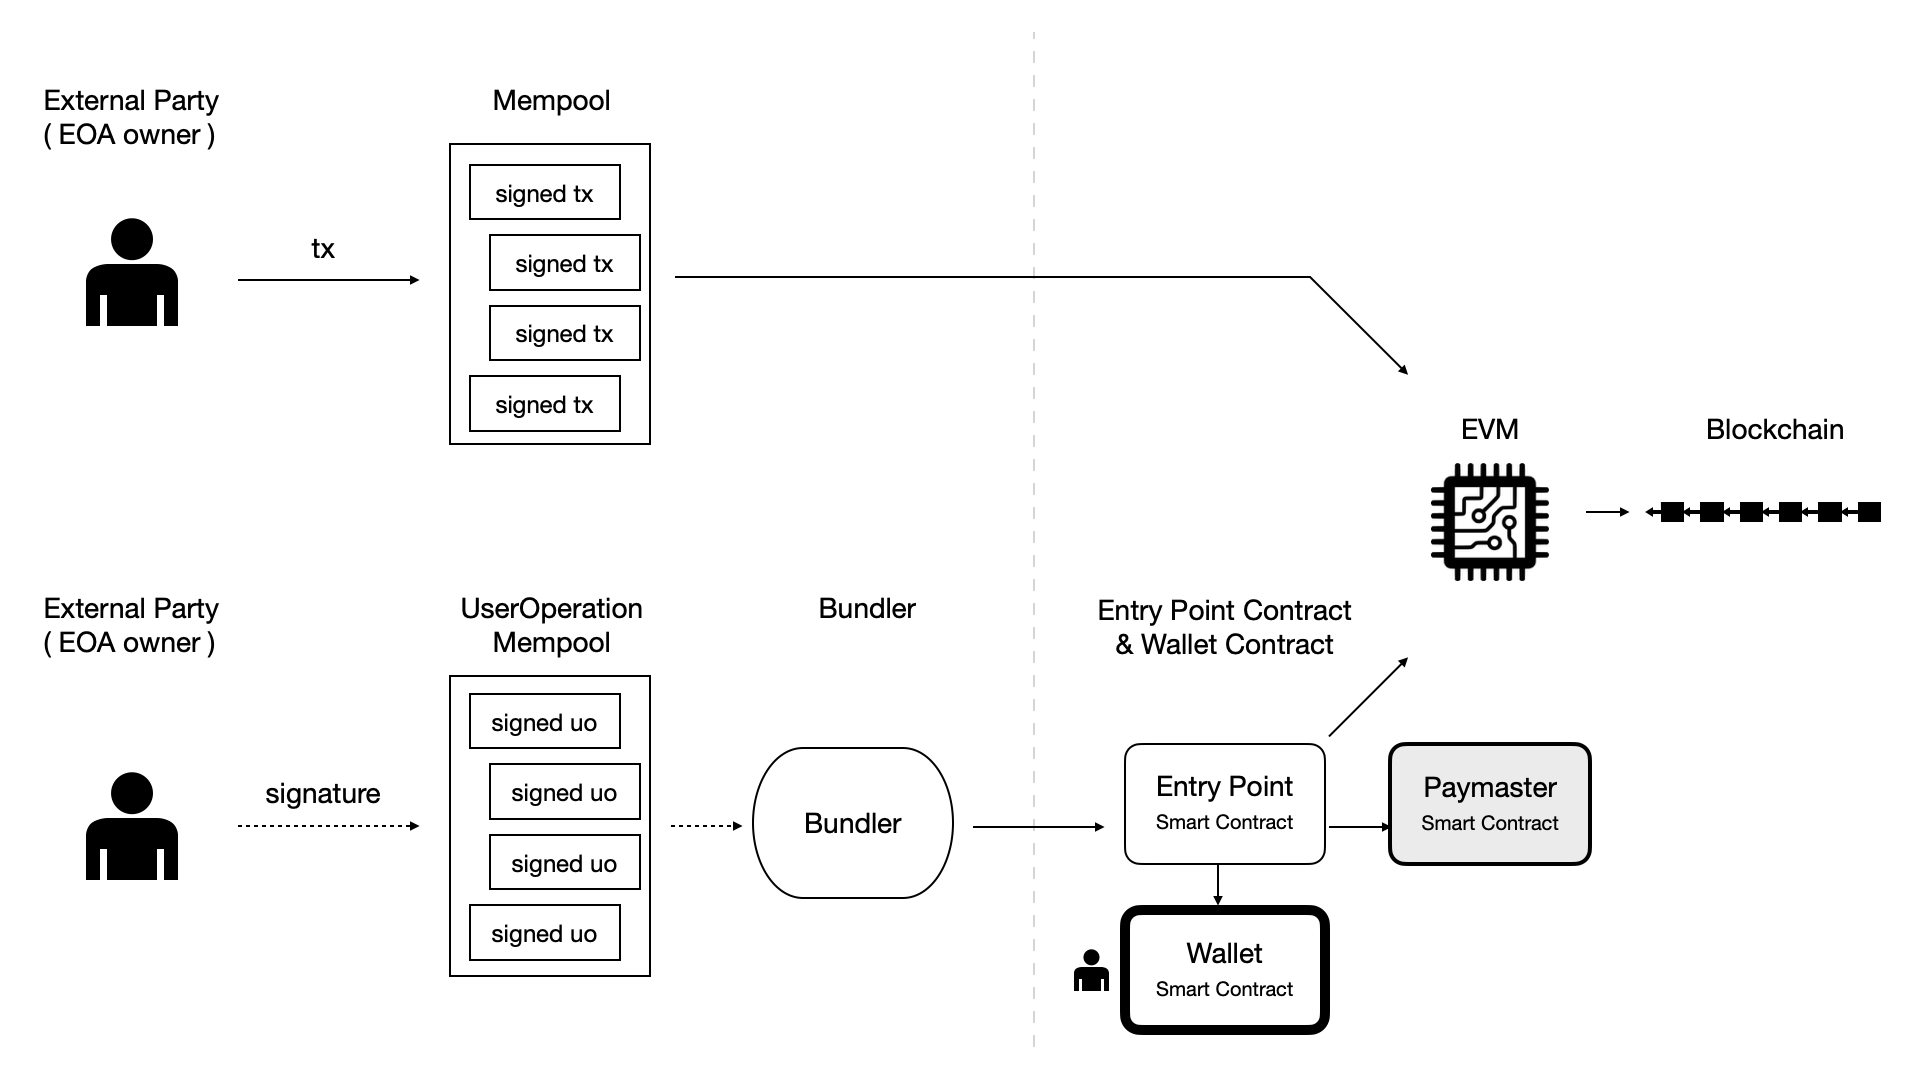 External Party
( EOA owner )
Mempool
signed tx
signed tx
signed tx
signed tx
tx
EVM
Blockchain
External Party
( EOA owner )
UserOperation
Mempool
Bundler
Entry Point Contract
& Wallet Contract
signature
signed uo
signed uo
signed uo
signed uo
Bundler
Entry Point
Smart Contract
Paymaster
Smart Contract
Wallet
Smart Contract